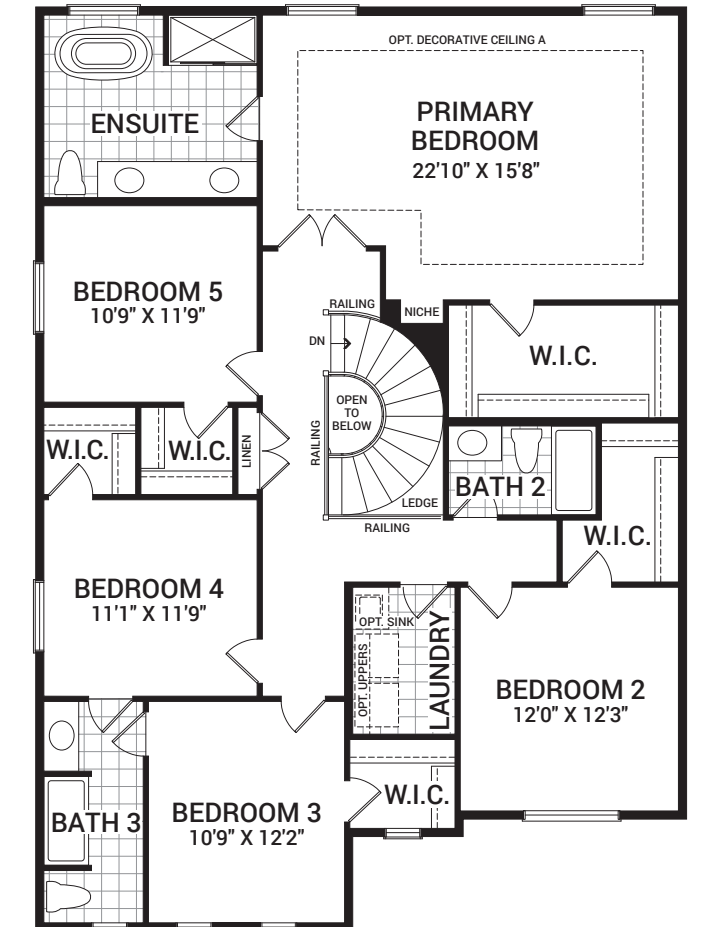 OPT. DECORATIVE CEILING A
PRIMARY
BEDROOM
22'10" X 15'8"
ENSUITE
BEDROOM 5
10'9" X 11'9"
RAILING
NICHE
DN
W.I.C.
OPEN
TO
BELOW
RAILING
W.I.C.
W.I.C.
LINEN
BATH 2
LEDGE
RAILING
W.I.C.
BEDROOM 4
11'1" X 11'9"
OPT. SINK
OPT. UPPERS
LAUNDRY
BEDROOM 2
12'0" X 12'3"
W.I.C.
BATH 3
BEDROOM 3
10'9" X 12'2"